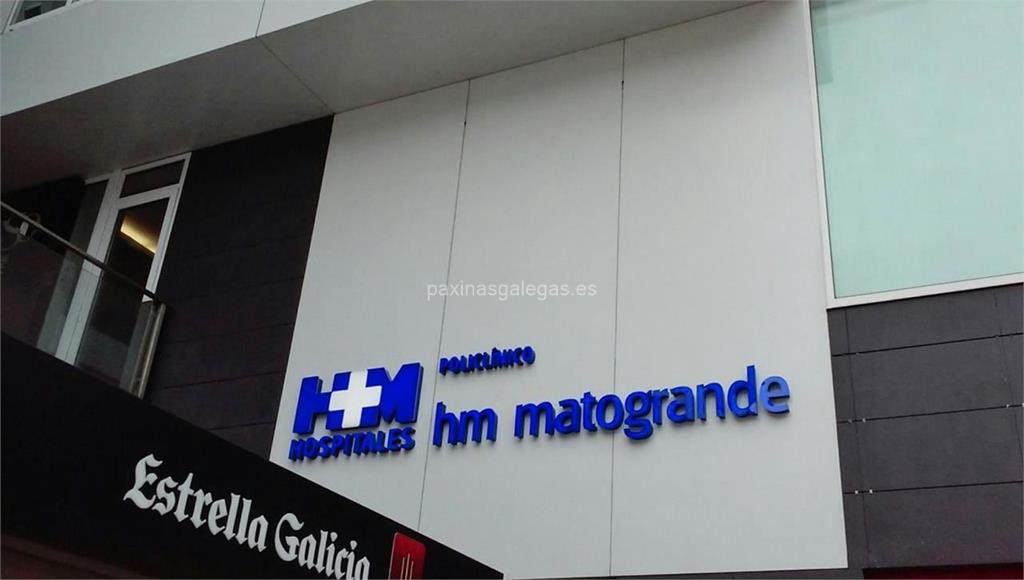 paxinasgalegas.es
POLICLÍNICO
HM
HOSPITALES
hm matogrande
Estrella Galicia